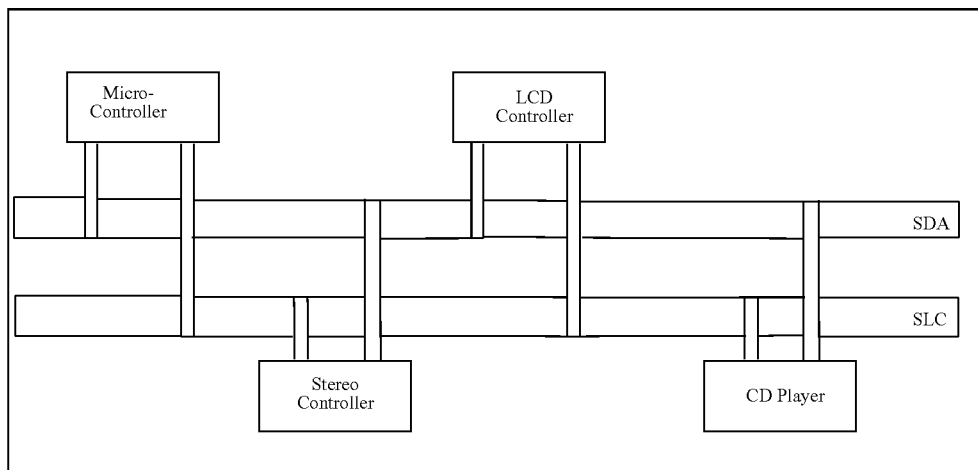 Micro-
Controller
LCD
Controller
SDA
SLC
Stereo
Controller
CD Player